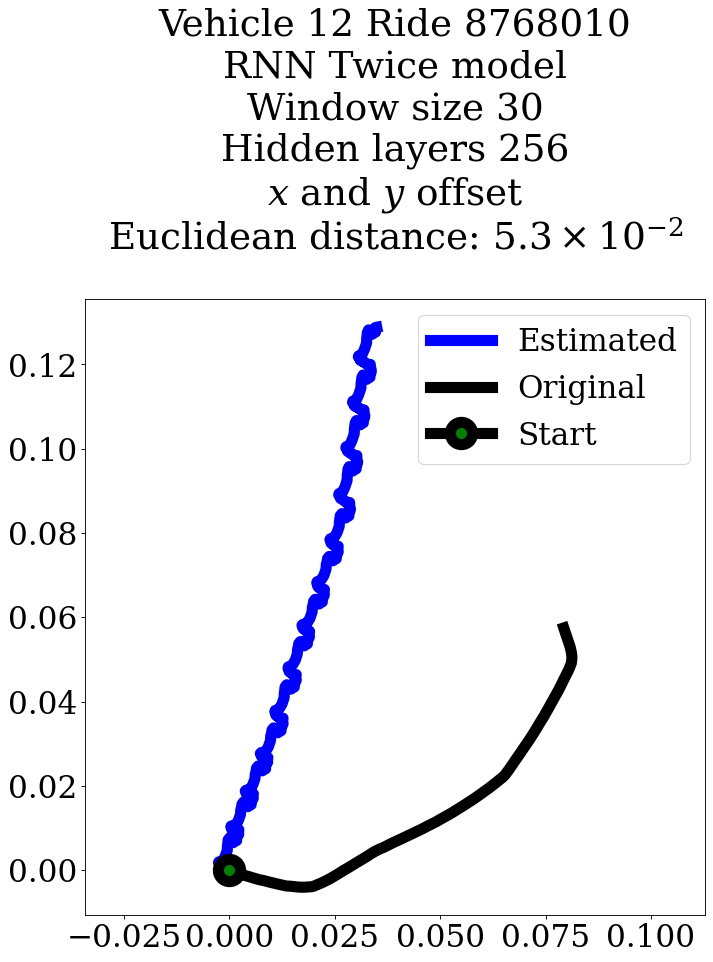 Vehicle 12 Ride 8768010
RNN Twice model
Window size 30
Hidden layers 256
x and y offset
Euclidean distance: 5.3 × 10⁻²
Estimated
Original
Start
0.12
0.10
0.08
0.06
0.04
0.02
0.00
−0.025 0.000 0.025 0.050 0.075 0.100